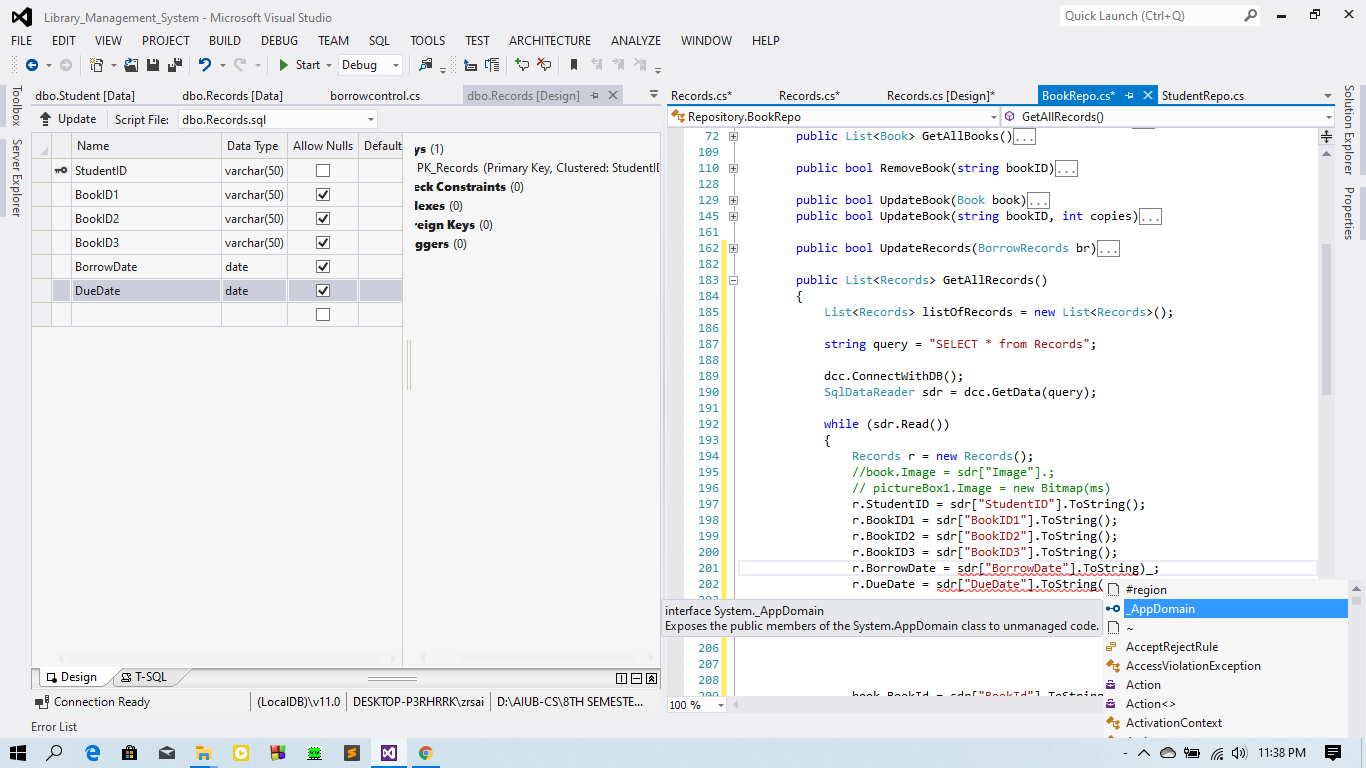 Library_Management_System - Microsoft Visual Studio
Quick Launch (Ctrl+Q)
FILE EDIT VIEW PROJECT BUILD DEBUG TEAM SQL TOOLS TEST ARCHITECTURE ANALYZE WINDOW HELP
Start Debug
Toolbox
Server Explorer
dbo.Student [Data] dbo.Records [Data] borrowcontrol.cs dbo.Records [Design]
Update Script File: dbo.Records.sql
Name Data Type Allow Nulls Default
StudentID varchar(50)
BookID1 varchar(50)
BookID2 varchar(50)
BookID3 varchar(50)
BorrowDate date
DueDate date
ys (1)
PK_Records (Primary Key, Clustered: StudentID
eck Constraints (0)
lexes (0)
reign Keys (0)
ggers (0)
Design T-SQL
Connection Ready (LocalDB)\v11.0 DESKTOP-P3RHRRK\zrsai D:\AIUB-CS\8TH SEMESTE...
Error List
Records.cs* Records.cs* Records.cs [Design]* BookRepo.cs* StudentRepo.cs
Repository.BookRepo GetAllRecords()
72 public List<Book> GetAllBooks()...
109
110 public bool RemoveBook(string bookID)...
128
129 public bool UpdateBook(Book book)...
145 public bool UpdateBook(string bookID, int copies)...
161
162 public bool UpdateRecords(BorrowRecords br)...
182
183 public List<Records> GetAllRecords()
184 {
185 List<Records> listOfRecords = new List<Records>();
186
187 string query = "SELECT * from Records";
188
189 dcc.ConnectWithDB();
190 SqlDataReader sdr = dcc.GetData(query);
191
192 while (sdr.Read())
193 {
194 Records r = new Records();
195 //book.Image = sdr["Image"].;
196 // pictureBox1.Image = new Bitmap(ms)
197 r.StudentID = sdr["StudentID"].ToString();
198 r.BookID1 = sdr["BookID1"].ToString();
199 r.BookID2 = sdr["BookID2"].ToString();
200 r.BookID3 = sdr["BookID3"].ToString();
201 r.BorrowDate = sdr["BorrowDate"].ToString)_;
202 r.DueDate = sdr["DueDate"].ToString(
interface System._AppDomain
Exposes the public members of the System.AppDomain class to unmanaged code.
#region
_AppDomain
~
AcceptRejectRule
AccessViolationException
Action
Action<>
ActivationContext
206
207
208
209 book.BookId = sdr["BookId"].ToString
100 %
Solution Explorer
Properties
11:38 PM